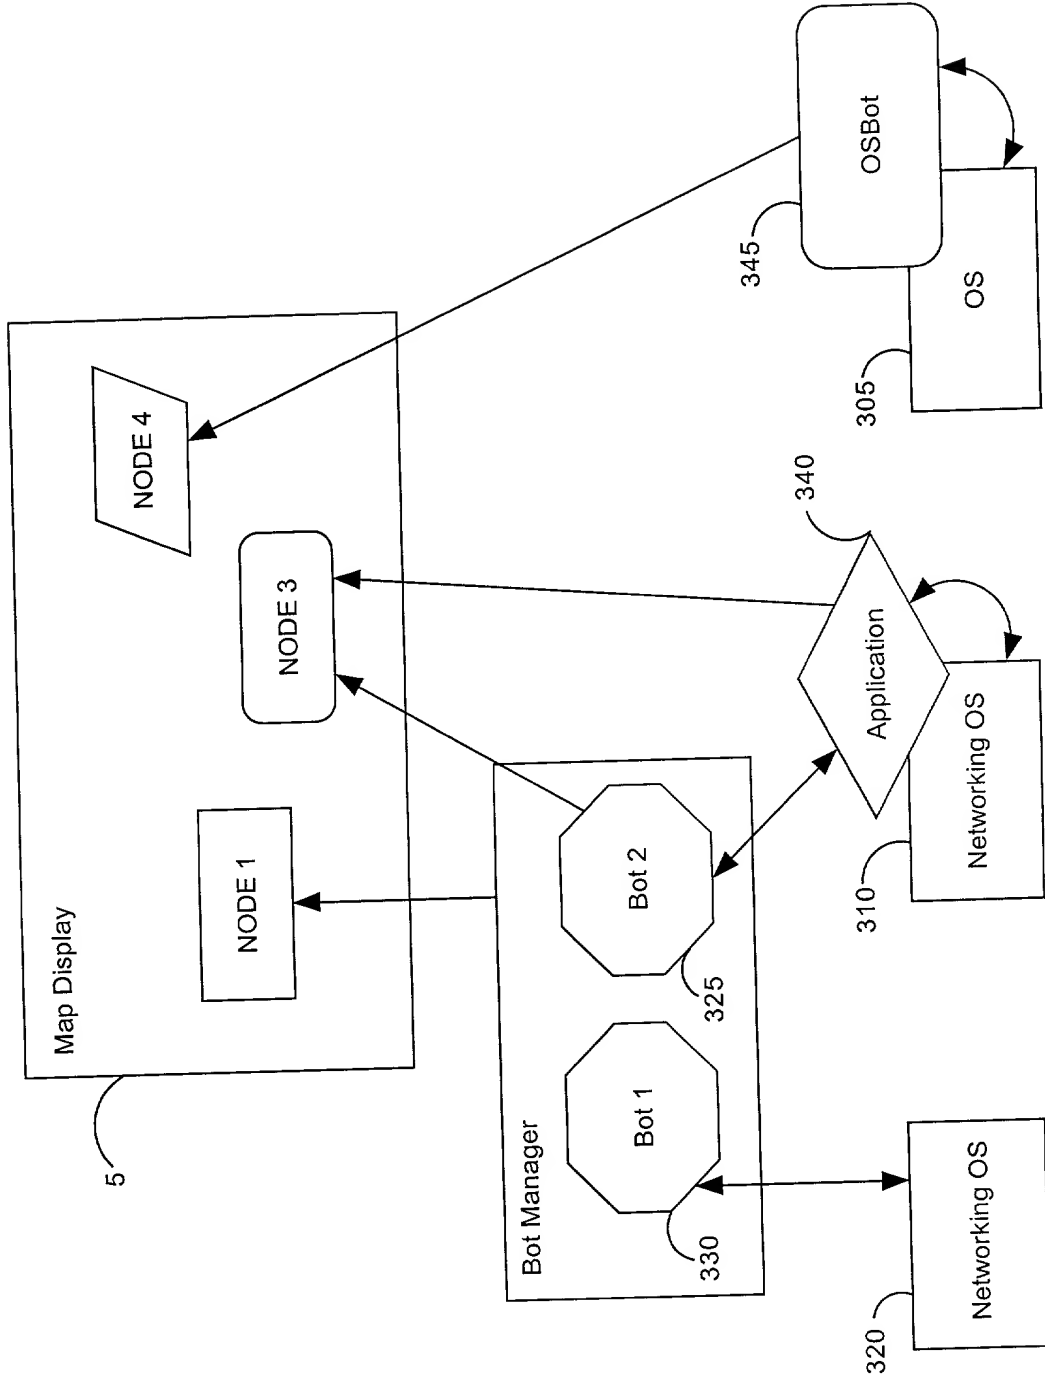 Map Display
5
NODE 1
NODE 3
NODE 4
Bot Manager
Bot 1
330
Bot 2
325
Networking OS
320
Application
340
Networking OS
310
OSBot
345
OS
305